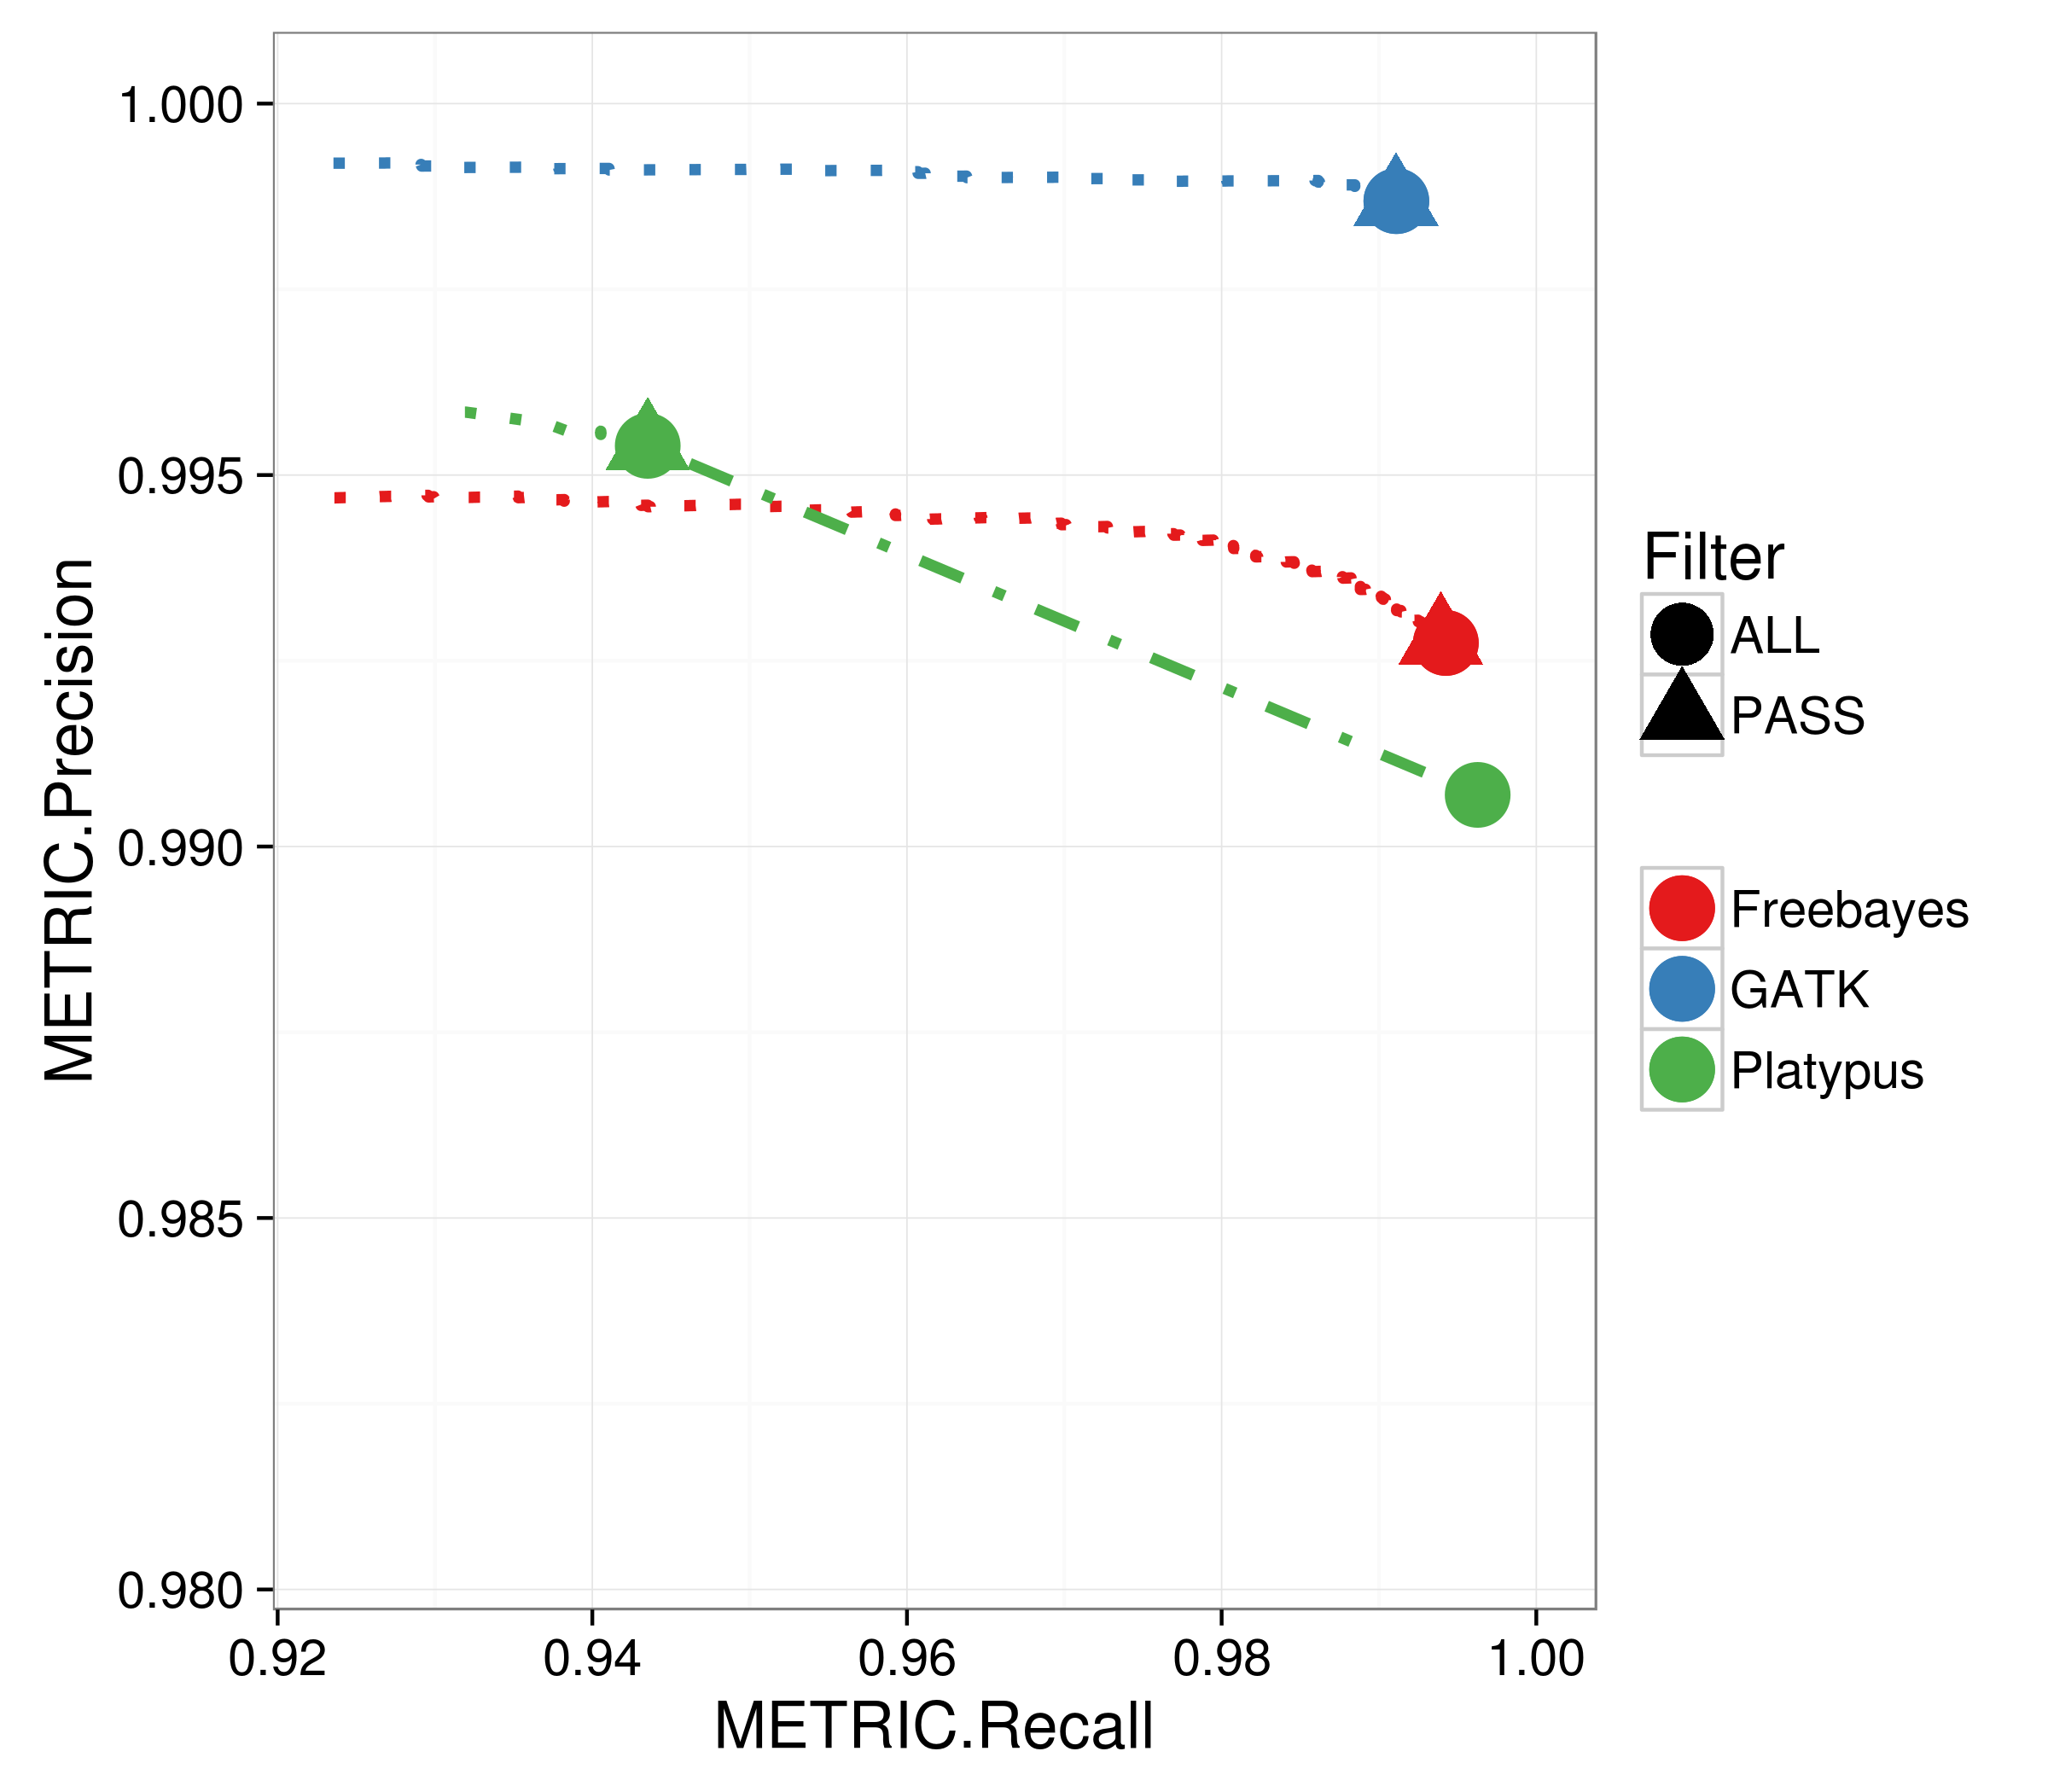 1.000
0.995
0.990
0.985
0.980
METRIC.Precision
0.92
0.94
0.96
0.98
1.00
METRIC.Recall
Filter
ALL
PASS
Freebayes
GATK
Platypus